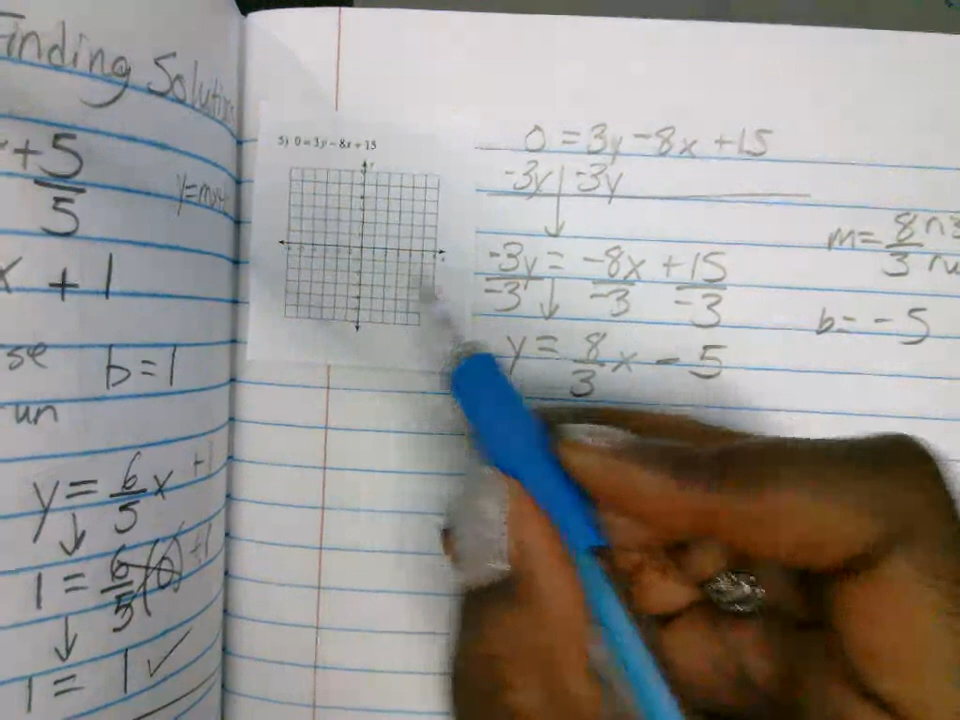 Finding Solutions
+ 5/5
y=mx+
x + 1
se b = 1
un
y = 6/5 x +1
1 = 6/5 (0) +1
1 = 1 ✓
5) 0 = 3y − 8x + 15
y
x
0 = 3y - 8x + 15
-3y | -3y
-3y = -8x + 15
-3 -3 -3
y = 8/3 x - 5
m = 8/3
b = -5